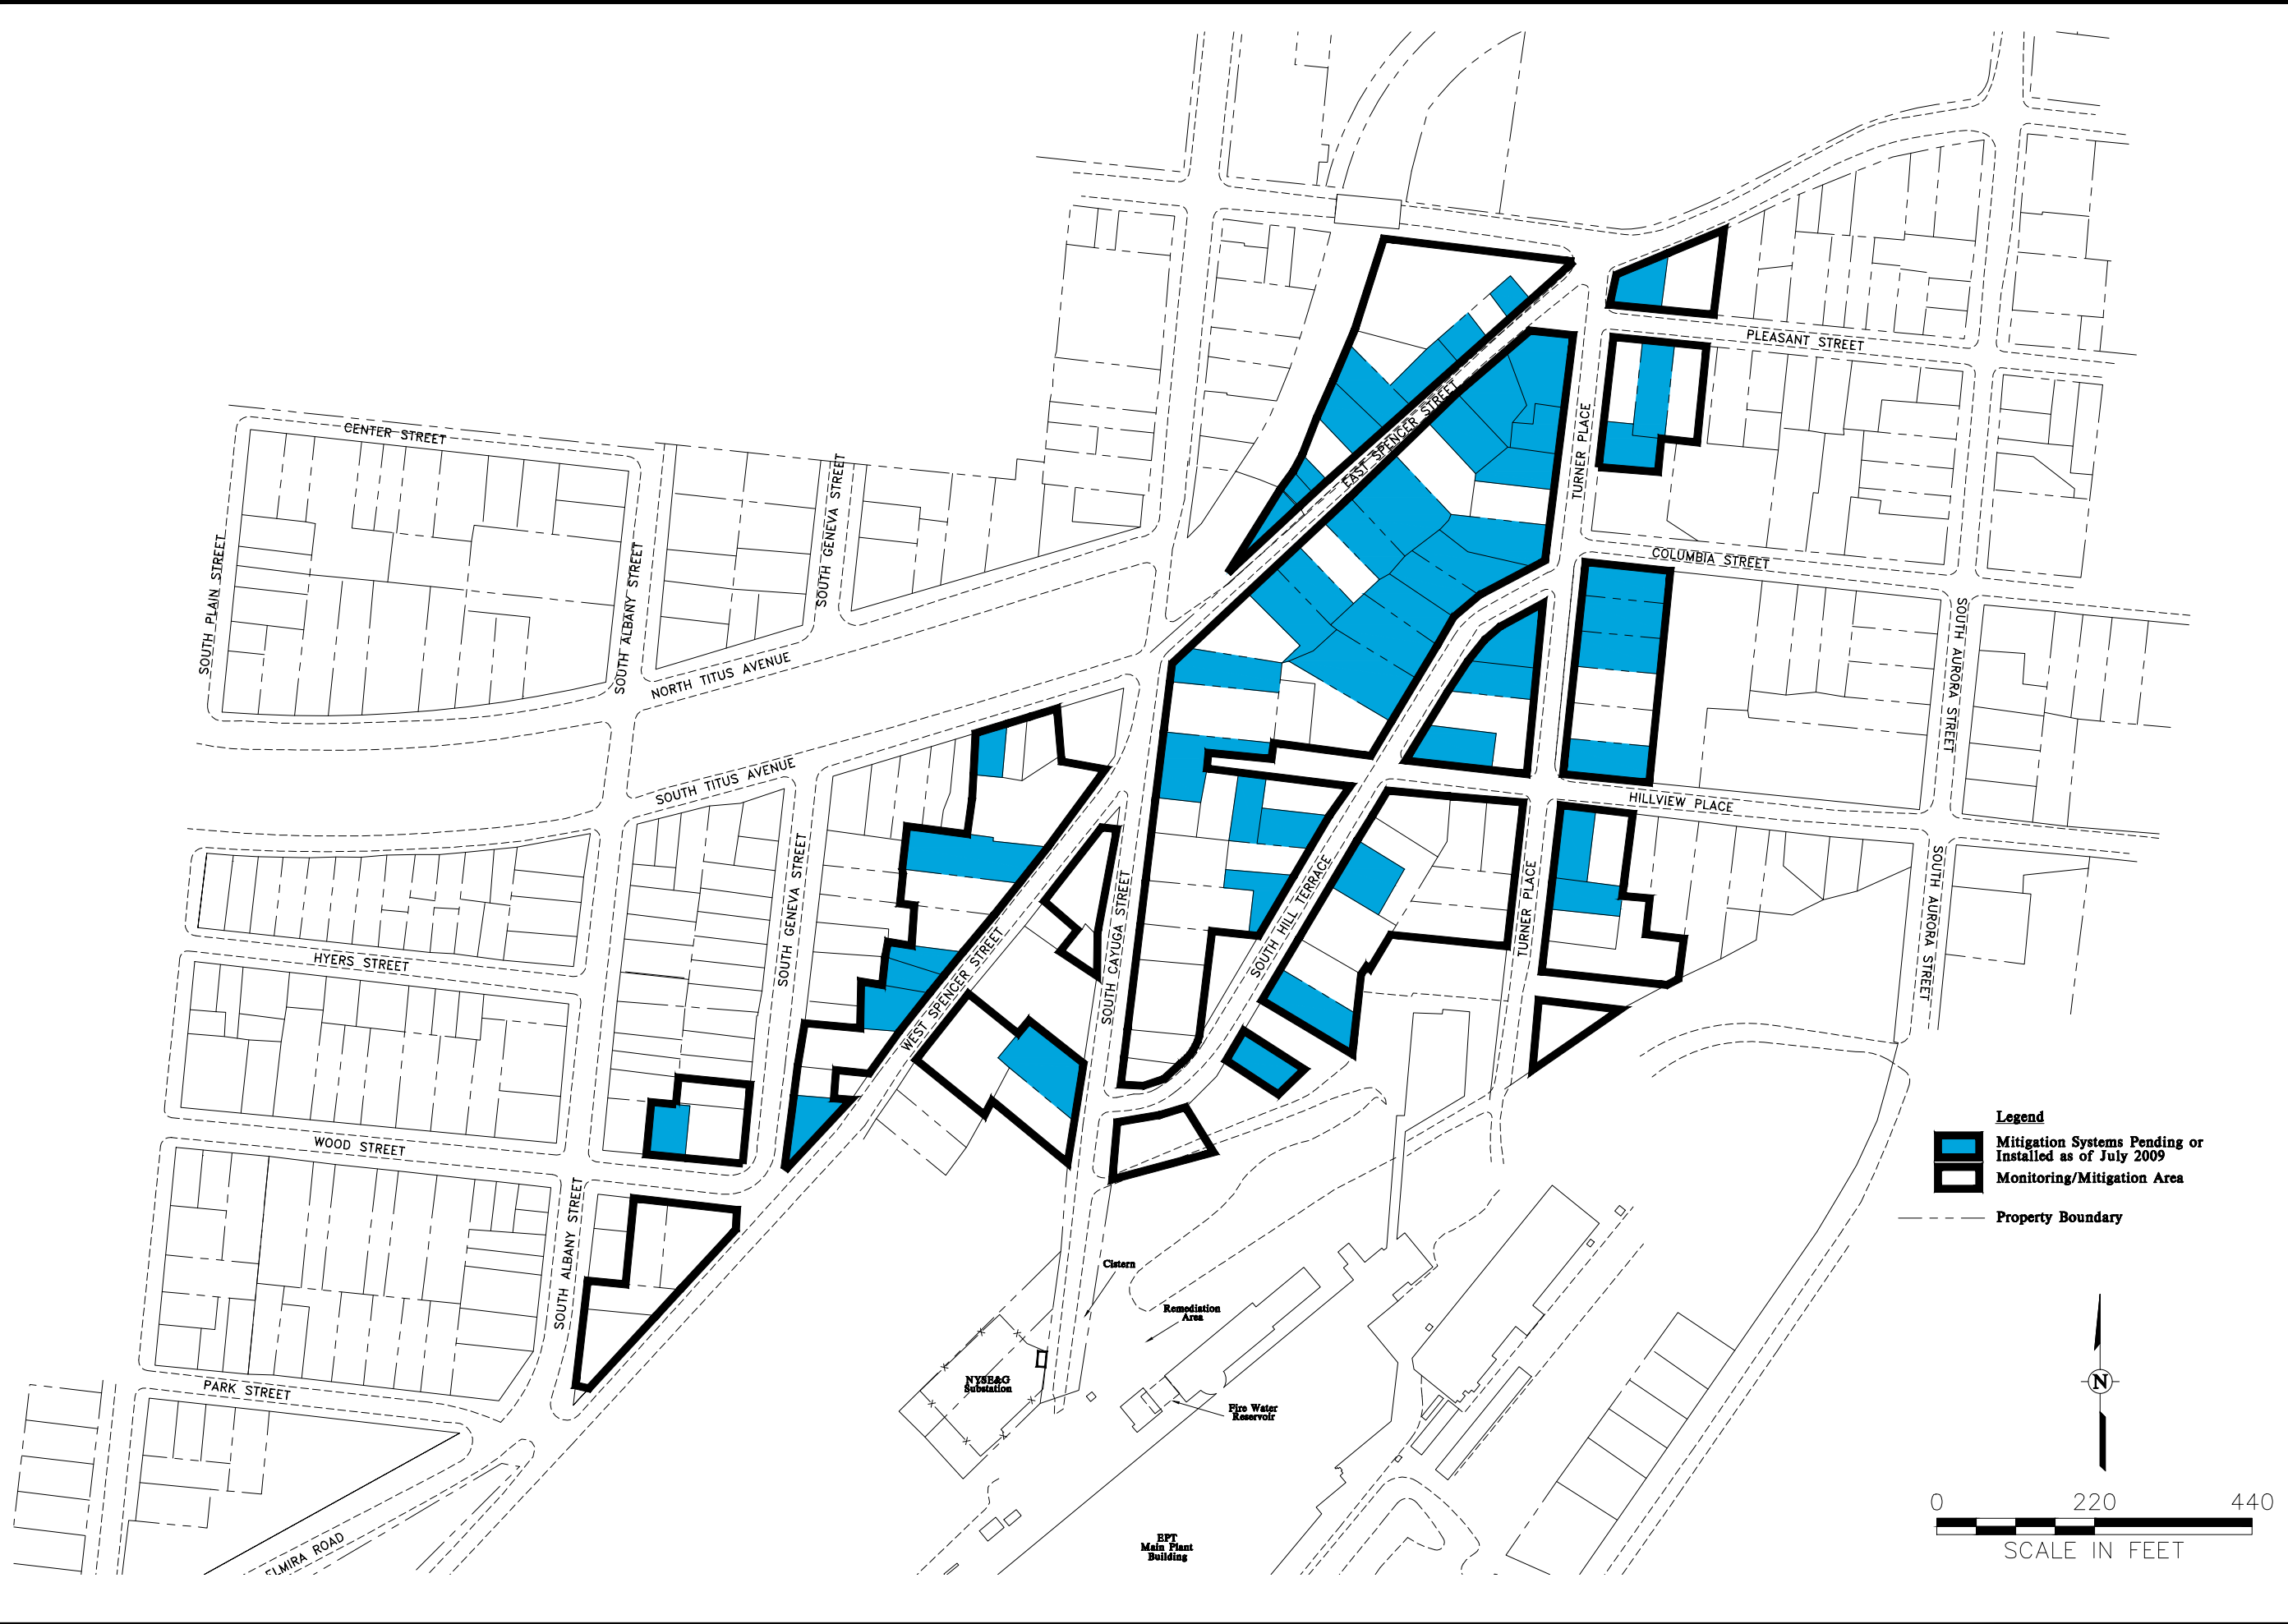 PLEASANT STREET
CENTER STREET
TURNER PLACE
EAST SPENCER STREET
SOUTH GENEVA STREET
COLUMBIA STREET
SOUTH PLAIN STREET
SOUTH ALBANY STREET
SOUTH AURORA STREET
NORTH TITUS AVENUE
SOUTH TITUS AVENUE
HILLVIEW PLACE
SOUTH GENEVA STREET
SOUTH HILL TERRACE
TURNER PLACE
SOUTH CAYUGA STREET
SOUTH AURORA STREET
HYERS STREET
WEST SPENCER STREET
WOOD STREET
SOUTH ALBANY STREET
Legend
Mitigation Systems Pending or
Installed as of July 2009
Monitoring/Mitigation Area
Property Boundary
Cistern
Remediation
Area
NYSE&G
Substation
PARK STREET
N
Fire Water
Reservoir
ELMIRA ROAD
EPT
Main Plant
Building
0 220 440
SCALE IN FEET